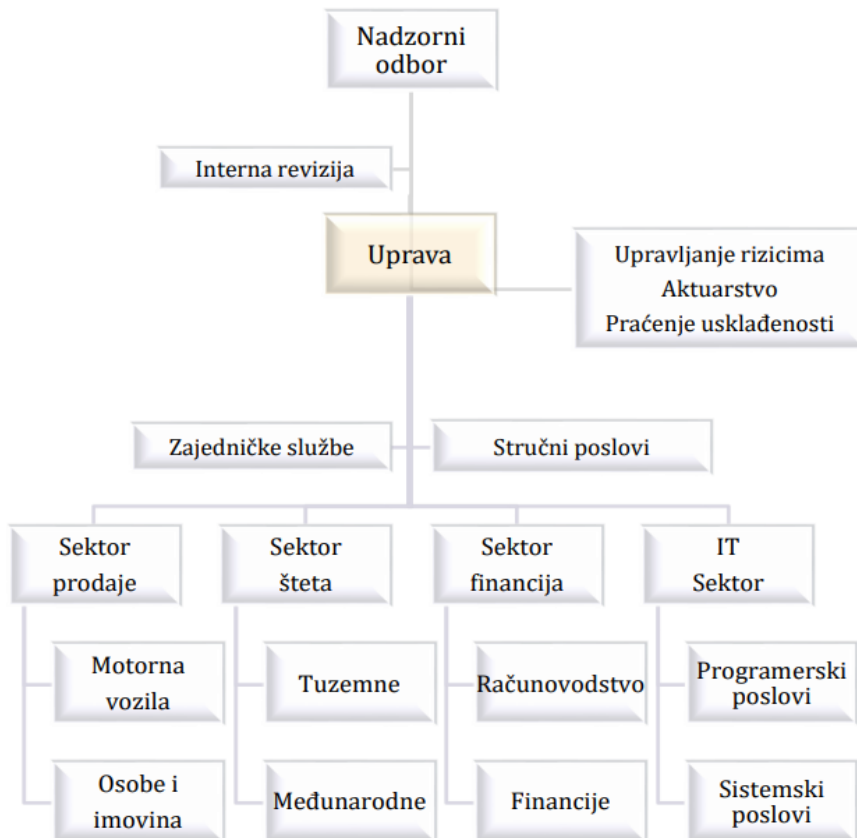 Nadzorni
odbor
Interna revizija
Uprava
Upravljanje rizicima
Aktuarstvo
Praćenje usklađenosti
Zajedničke službe
Stručni poslovi
Sektor
prodaje
Sektor
šteta
Sektor
financija
IT
Sektor
Motorna
vozila
Tuzemne
Računovodstvo
Programerski
poslovi
Osobe i
imovina
Međunarodne
Financije
Sistemski
poslovi